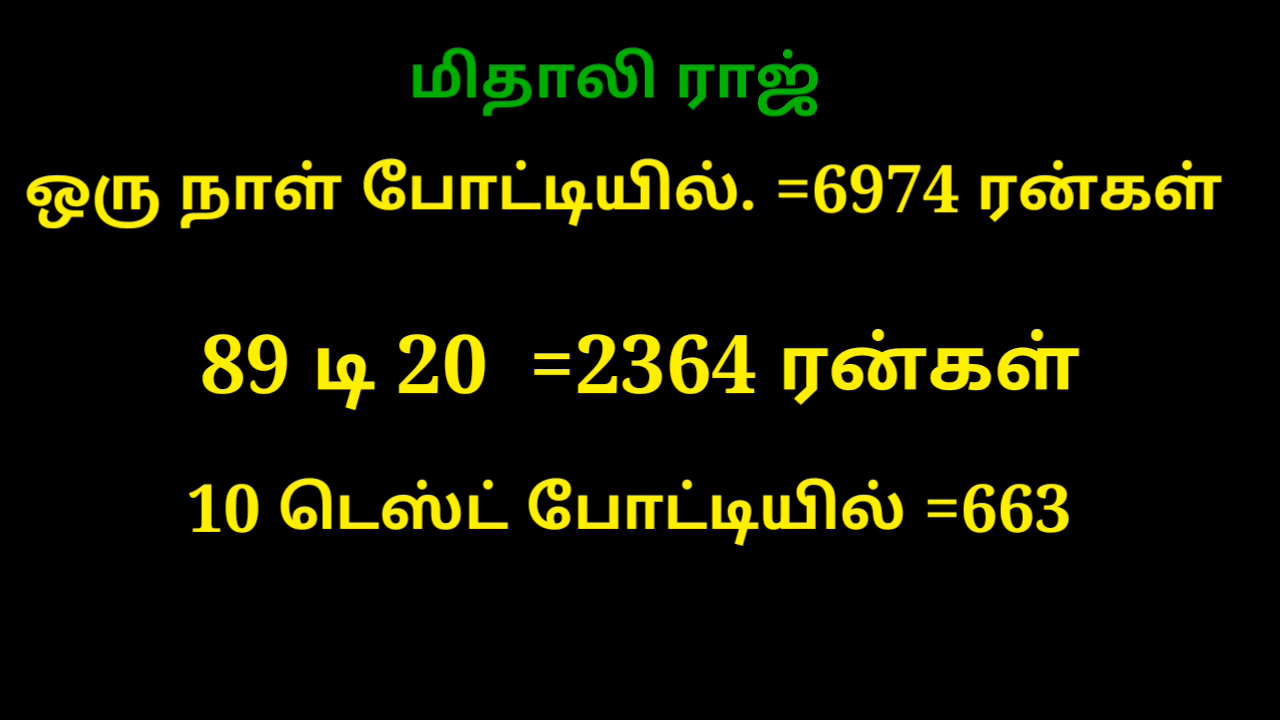 மிதாலி ராஜ்
ஒரு நாள் போட்டியில். =6974 ரன்கள்
89 டி 20 =2364 ரன்கள்
10 டெஸ்ட் போட்டியில் =663